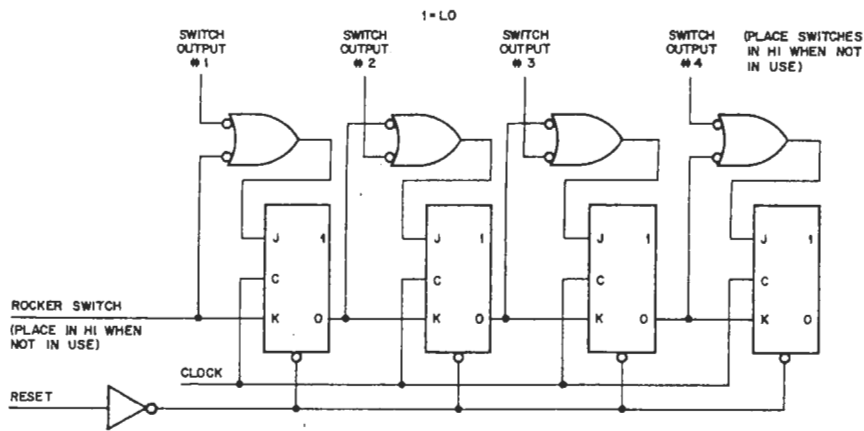 1 = LO
SWITCH
OUTPUT
# 1
SWITCH
OUTPUT
# 2
SWITCH
OUTPUT
# 3
SWITCH
OUTPUT
# 4
(PLACE SWITCHES
IN HI WHEN NOT
IN USE)
J 1
C
K 0
J 1
C
K 0
J 1
C
K 0
J 1
C
K 0
ROCKER SWITCH
(PLACE IN HI WHEN
NOT IN USE)
CLOCK
RESET